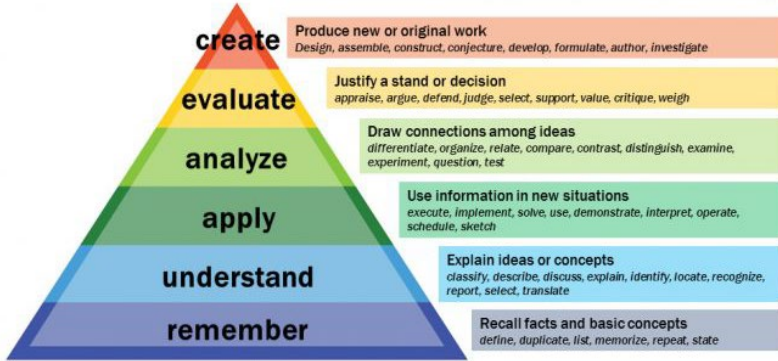 create
Produce new or original work
Design, assemble, construct, conjecture, develop, formulate, author, investigate
evaluate
Justify a stand or decision
appraise, argue, defend, judge, select, support, value, critique, weigh
analyze
Draw connections among ideas
differentiate, organize, relate, compare, contrast, distinguish, examine,
experiment, question, test
apply
Use information in new situations
execute, implement, solve, use, demonstrate, interpret, operate,
schedule, sketch
understand
Explain ideas or concepts
classify, describe, discuss, explain, identify, locate, recognize,
report, select, translate
remember
Recall facts and basic concepts
define, duplicate, list, memorize, repeat, state